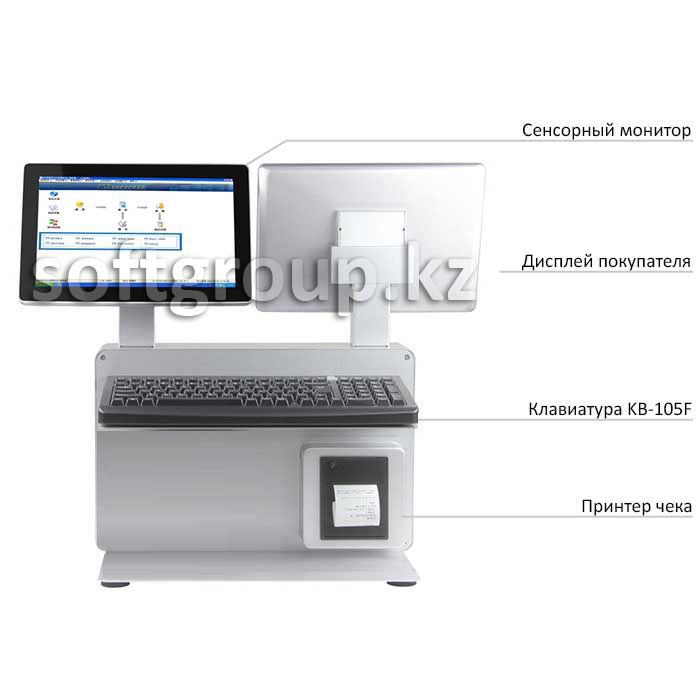 Сенсорный монитор
softgroup.kz
Дисплей покупателя
Клавиатура KB-105F
Принтер чека